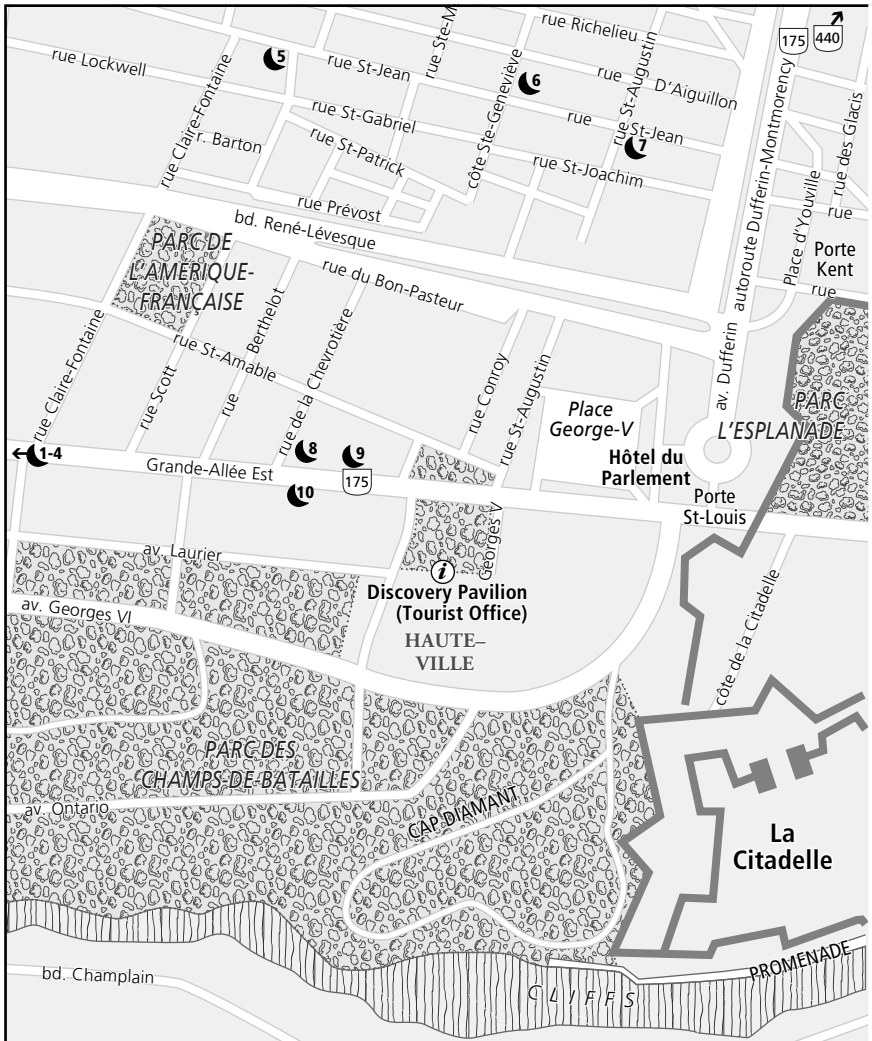 rue Richelieu
175
440
rue Ste-M
rue Lockwell
5
rue St-Jean
6
D'Aiguillon
rue
rue St-Augustin
côte Ste-Geneviève
rue Claire-Fontaine
rue St-Gabriel
rue
St-Jean
7
rue St-Joachim
r. Barton
rue St-Patrick
rue Prévost
bd. René-Lévesque
autoroute Dufferin-Montmorency
Place d'Youville
rue des Glacis
rue
Porte
Kent
rue
PARC DE
L'AMÉRIQUE-
FRANÇAISE
rue du Bon-Pasteur
rue Claire-Fontaine
rue Scott
rue Berthelot
rue St-Amable
rue de la Chevrotière
rue Conroy
rue St-Augustin
av. Dufferin
PARC
L'ESPLANADE
Place
George-V
Hôtel du
Parlement
1-4
8
9
10
Grande-Allée Est
175
Porte
St-Louis
av. Laurier
Georges V
i
Discovery Pavilion
(Tourist Office)
HAUTE–
VILLE
av. Georges VI
côte de la Citadelle
PARC DES
CHAMPS-DE-BATAILLES
av. Ontario
CAP DIAMANT
La
Citadelle
bd. Champlain
CLIFFS
PROMENADE